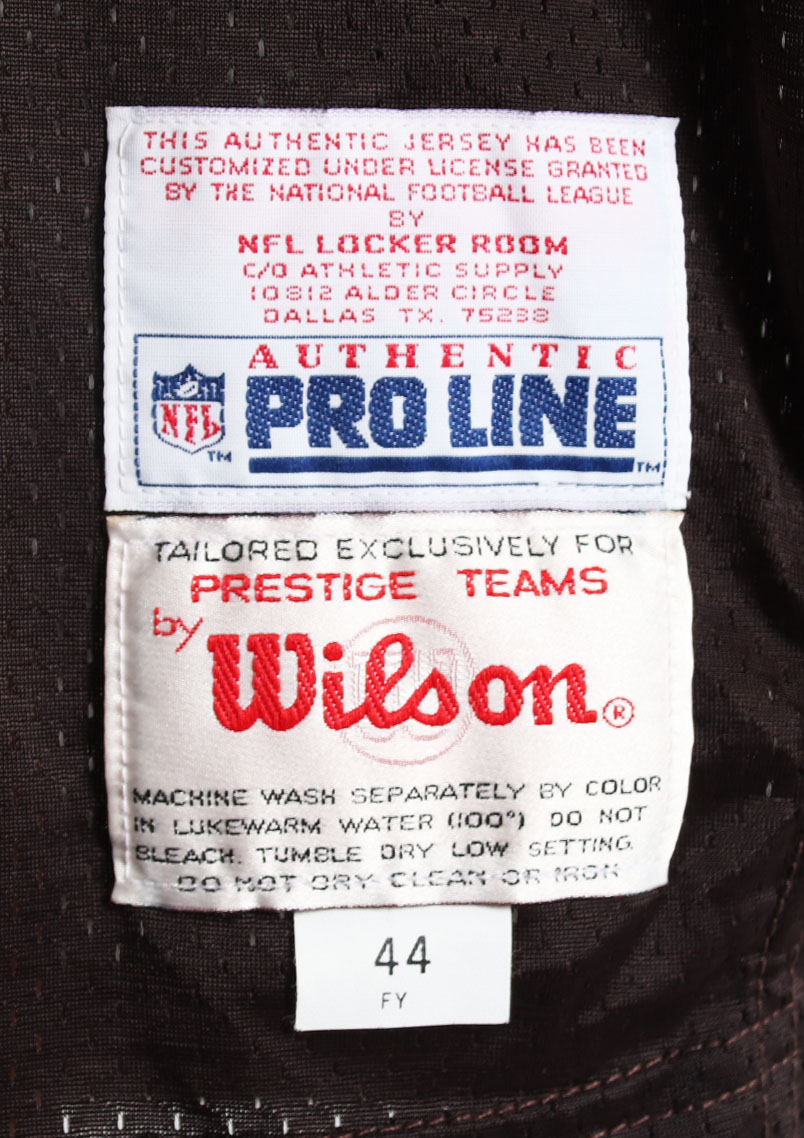 THIS AUTHENTIC JERSEY HAS BEEN
CUSTOMIZED UNDER LICENSE GRANTED
BY THE NATIONAL FOOTBALL LEAGUE
BY
NFL LOCKER ROOM
C/O ATHLETIC SUPPLY
10812 ALDER CIRCLE
DALLAS TX. 75238
AUTHENTIC
NFL TM PRO LINE TM
TAILORED EXCLUSIVELY FOR
PRESTIGE TEAMS
by Wilson ®
MACHINE WASH SEPARATELY BY COLOR
IN LUKEWARM WATER (100°) DO NOT
BLEACH. TUMBLE DRY LOW SETTING.
DO NOT DRY CLEAN OR IRON
44
FY